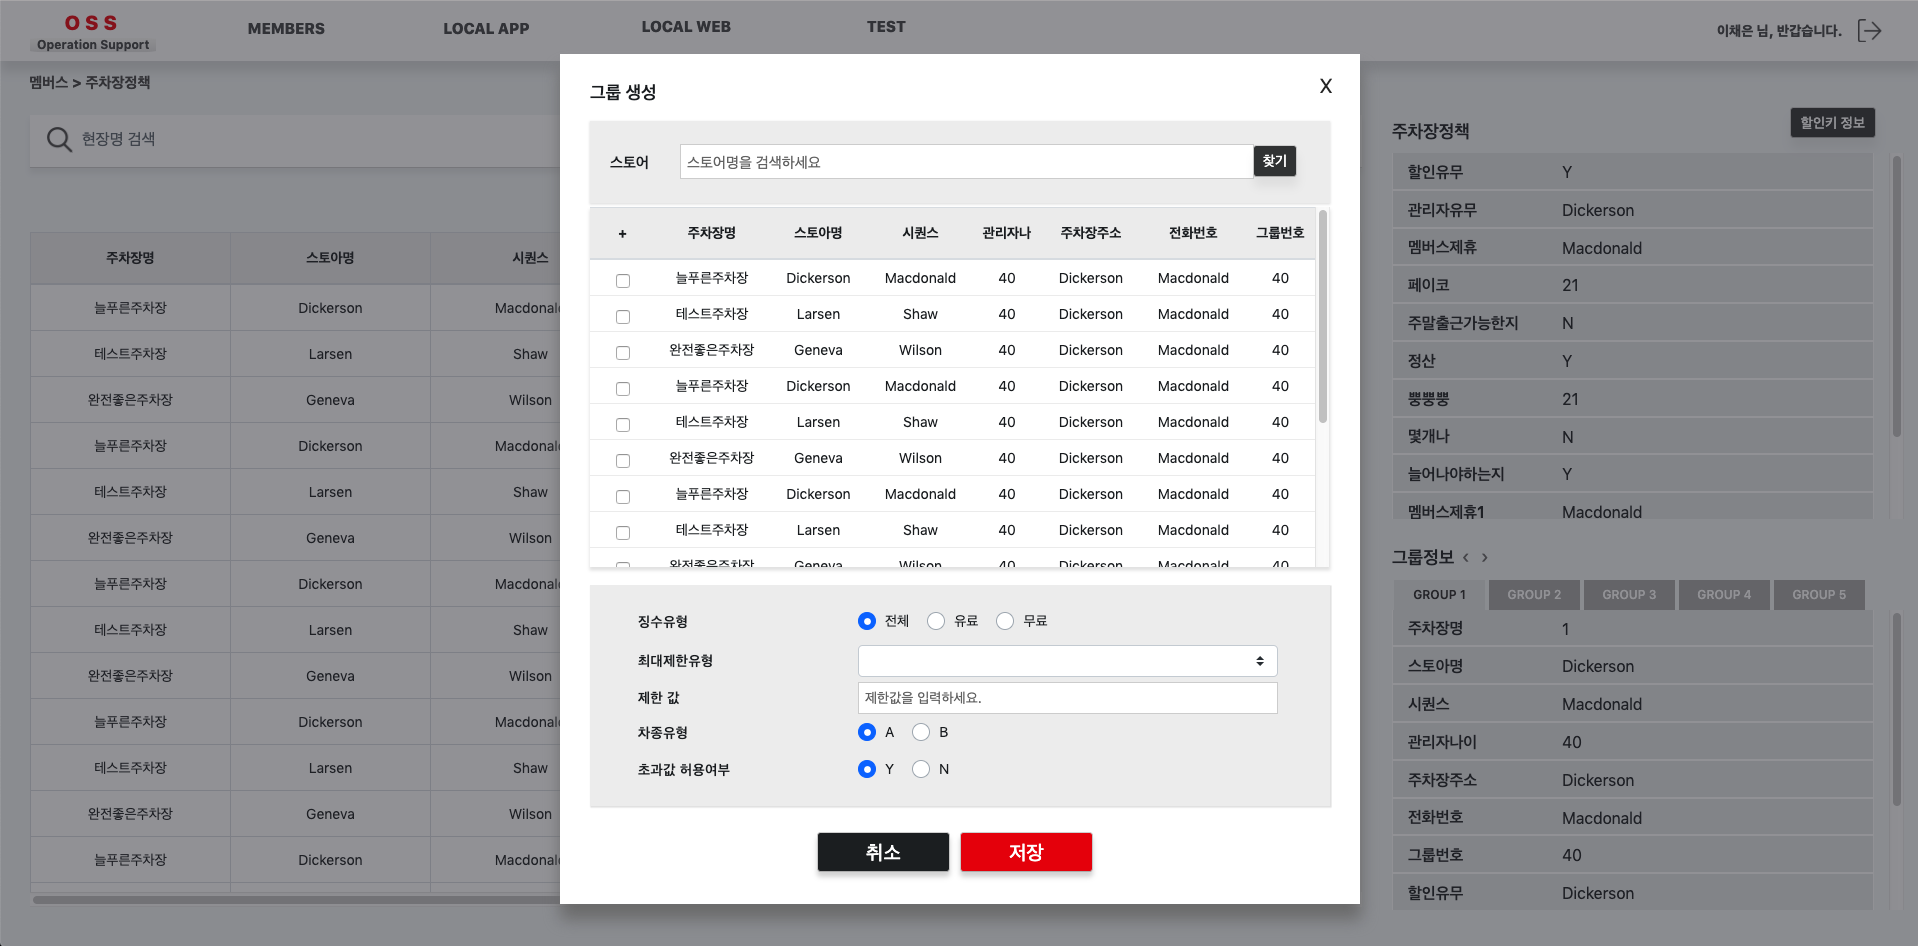 OSS
Operation Support
MEMBERS
LOCAL APP
LOCAL WEB
TEST
이채은 님, 반갑습니다.
멤버스 > 주차장정책
현장명 검색
주차장명 스토아명 시퀀스
늘푸른주차장 Dickerson Macdonald
테스트주차장 Larsen Shaw
완전좋은주차장 Geneva Wilson
늘푸른주차장 Dickerson Macdonald
테스트주차장 Larsen Shaw
완전좋은주차장 Geneva Wilson
늘푸른주차장 Dickerson Macdonald
테스트주차장 Larsen Shaw
완전좋은주차장 Geneva Wilson
늘푸른주차장 Dickerson Macdonald
테스트주차장 Larsen Shaw
완전좋은주차장 Geneva Wilson
늘푸른주차장 Dickerson Macdonald
그룹 생성 X
스토어 스토어명을 검색하세요 찾기
+ 주차장명 스토아명 시퀀스 관리자나 주차장주소 전화번호 그룹번호
늘푸른주차장 Dickerson Macdonald 40 Dickerson Macdonald 40
테스트주차장 Larsen Shaw 40 Dickerson Macdonald 40
완전좋은주차장 Geneva Wilson 40 Dickerson Macdonald 40
늘푸른주차장 Dickerson Macdonald 40 Dickerson Macdonald 40
테스트주차장 Larsen Shaw 40 Dickerson Macdonald 40
완전좋은주차장 Geneva Wilson 40 Dickerson Macdonald 40
늘푸른주차장 Dickerson Macdonald 40 Dickerson Macdonald 40
테스트주차장 Larsen Shaw 40 Dickerson Macdonald 40
완전좋은주차장 Geneva Wilson 40 Dickerson Macdonald 40
징수유형 전체 유료 무료
최대제한유형
제한 값 제한값을 입력하세요.
차종유형 A B
초과값 허용여부 Y N
취소 저장
주차장정책 할인키 정보
할인유무 Y
관리자유무 Dickerson
멤버스제휴 Macdonald
페이코 21
주말출근가능한지 N
정산 Y
뿡뿡뿡 21
몇개나 N
늘어나야하는지 Y
멤버스제휴1 Macdonald
그룹정보 < >
GROUP 1 GROUP 2 GROUP 3 GROUP 4 GROUP 5
주차장명 1
스토아명 Dickerson
시퀀스 Macdonald
관리자나이 40
주차장주소 Dickerson
전화번호 Macdonald
그룹번호 40
할인유무 Dickerson